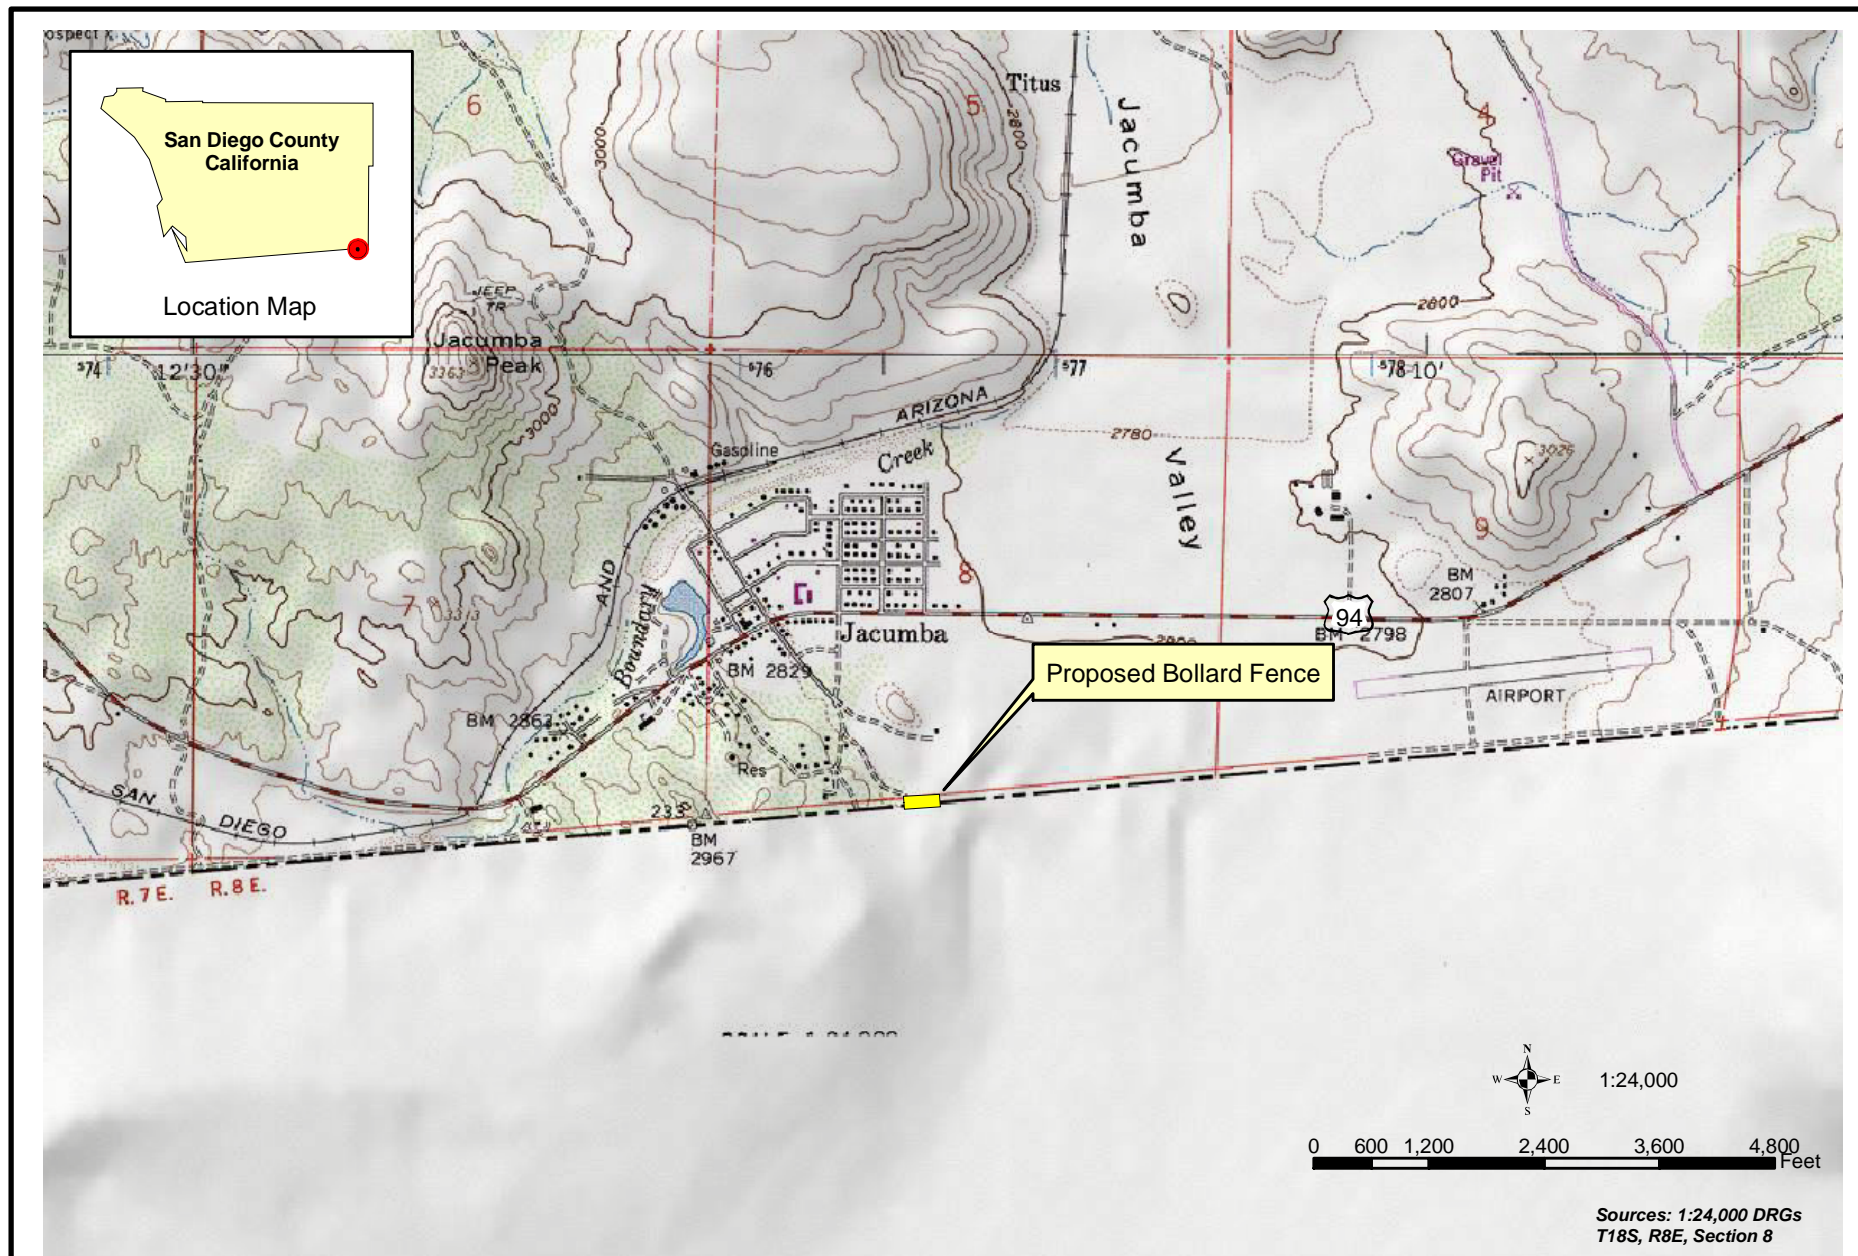 ospect X
San Diego County
California
Location Map
6
5
4
Titus
Jacumba
Valley
3000
2800
Gravel
Pit
JEEP
TR
Jacumba
Peak
3363
3000
2800
⁵74
12'30"
⁵76
⁵77
⁵78
10'
ARIZONA
AND
2780
Creek
Gasoline
3026
7
3313
8
9
BM
2807
Boundary
Jacumba
94
BM 2798
BM 2829
Proposed Bollard Fence
BM 2863
AIRPORT
Res
SAN
DIEGO
233
BM
2967
R. 7 E.
R. 8 E.
N
W
E
S
1:24,000
0 600 1,200 2,400 3,600 4,800
Feet
Sources: 1:24,000 DRGs
T18S, R8E, Section 8